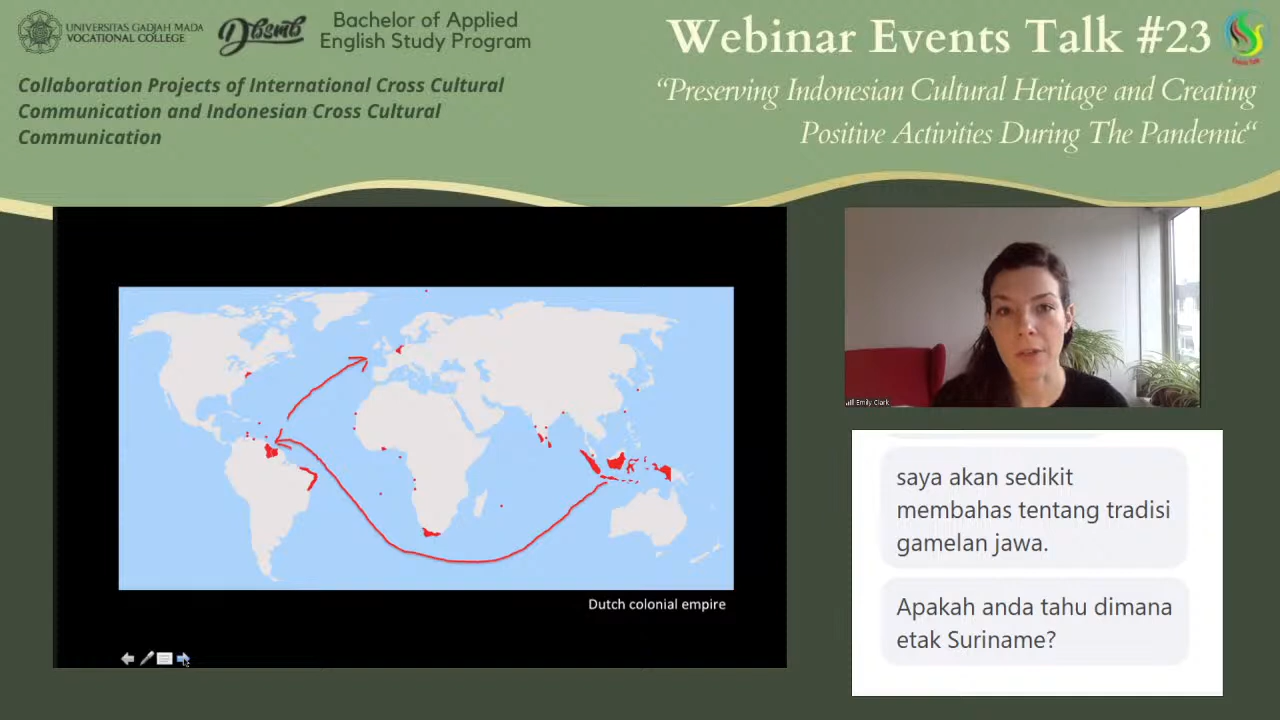 UNIVERSITAS GADJAH MADA
VOCATIONAL COLLEGE
Dbsmb
Bachelor of Applied
English Study Program
Collaboration Projects of International Cross Cultural
Communication and Indonesian Cross Cultural
Communication
Webinar Events Talk #23
“Preserving Indonesian Cultural Heritage and Creating
Positive Activities During The Pandemic“
Dutch colonial empire
Emily Clark
saya akan sedikit
membahas tentang tradisi
gamelan jawa.
Apakah anda tahu dimana
etak Suriname?